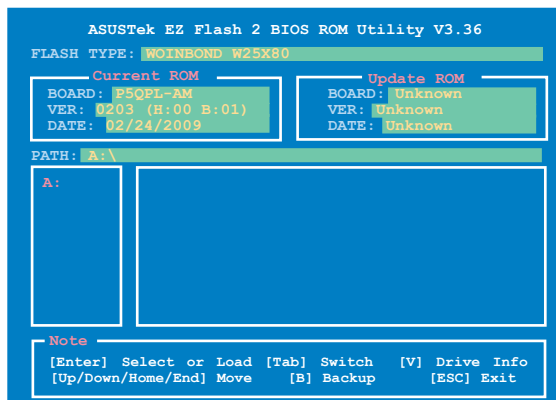 ASUSTek EZ Flash 2 BIOS ROM Utility V3.36
FLASH TYPE: WOINBOND W25X80
Current ROM
BOARD: P5QPL-AM
VER: 0203 (H:00 B:01)
DATE: 02/24/2009
Update ROM
BOARD: Unknown
VER: Unknown
DATE: Unknown
PATH: A:\
A:
Note
[Enter] Select or Load [Tab] Switch [V] Drive Info
[Up/Down/Home/End] Move [B] Backup [ESC] Exit